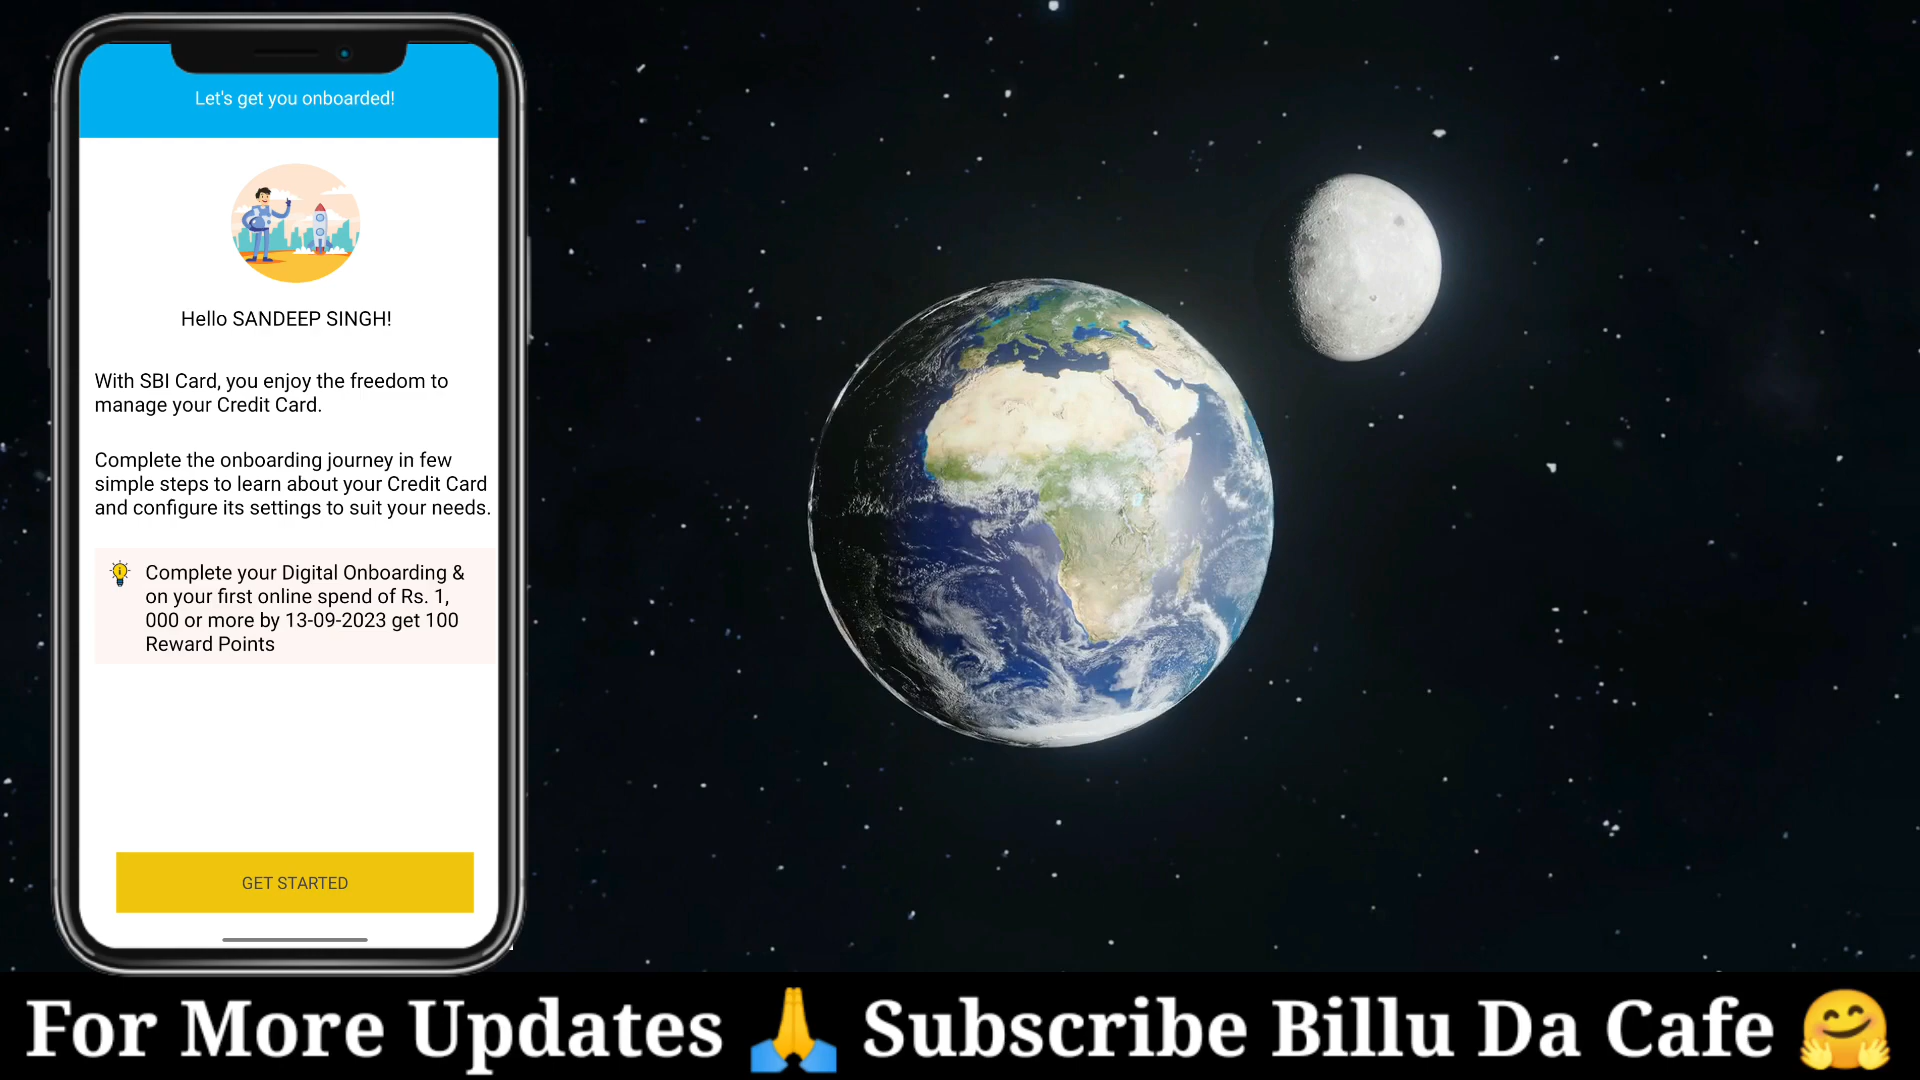 Let's get you onboarded!
Hello SANDEEP SINGH!
With SBI Card, you enjoy the freedom to
manage your Credit Card.
Complete the onboarding journey in few
simple steps to learn about your Credit Card
and configure its settings to suit your needs.
Complete your Digital Onboarding &
on your first online spend of Rs. 1,
000 or more by 13-09-2023 get 100
Reward Points
GET STARTED
For More Updates 🙏 Subscribe Billu Da Cafe 🤗